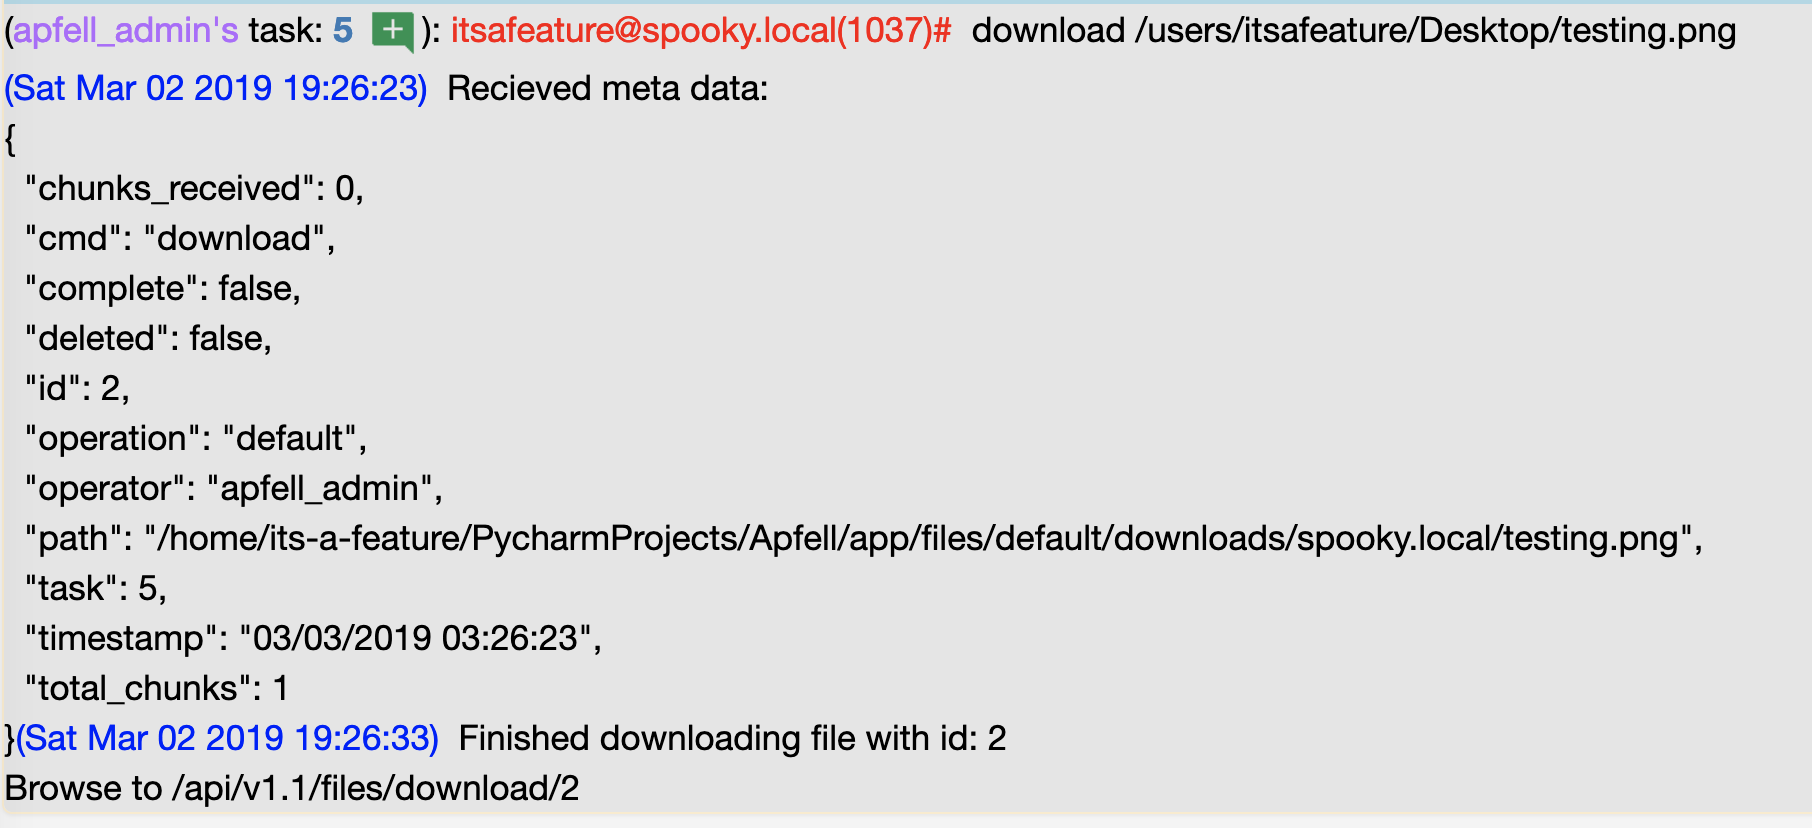 (apfell_admin's task: 5 + ): itsafeature@spooky.local(1037)# download /users/itsafeature/Desktop/testing.png
(Sat Mar 02 2019 19:26:23) Recieved meta data:
{
"chunks_received": 0,
"cmd": "download",
"complete": false,
"deleted": false,
"id": 2,
"operation": "default",
"operator": "apfell_admin",
"path": "/home/its-a-feature/PycharmProjects/Apfell/app/files/default/downloads/spooky.local/testing.png",
"task": 5,
"timestamp": "03/03/2019 03:26:23",
"total_chunks": 1
}(Sat Mar 02 2019 19:26:33) Finished downloading file with id: 2
Browse to /api/v1.1/files/download/2